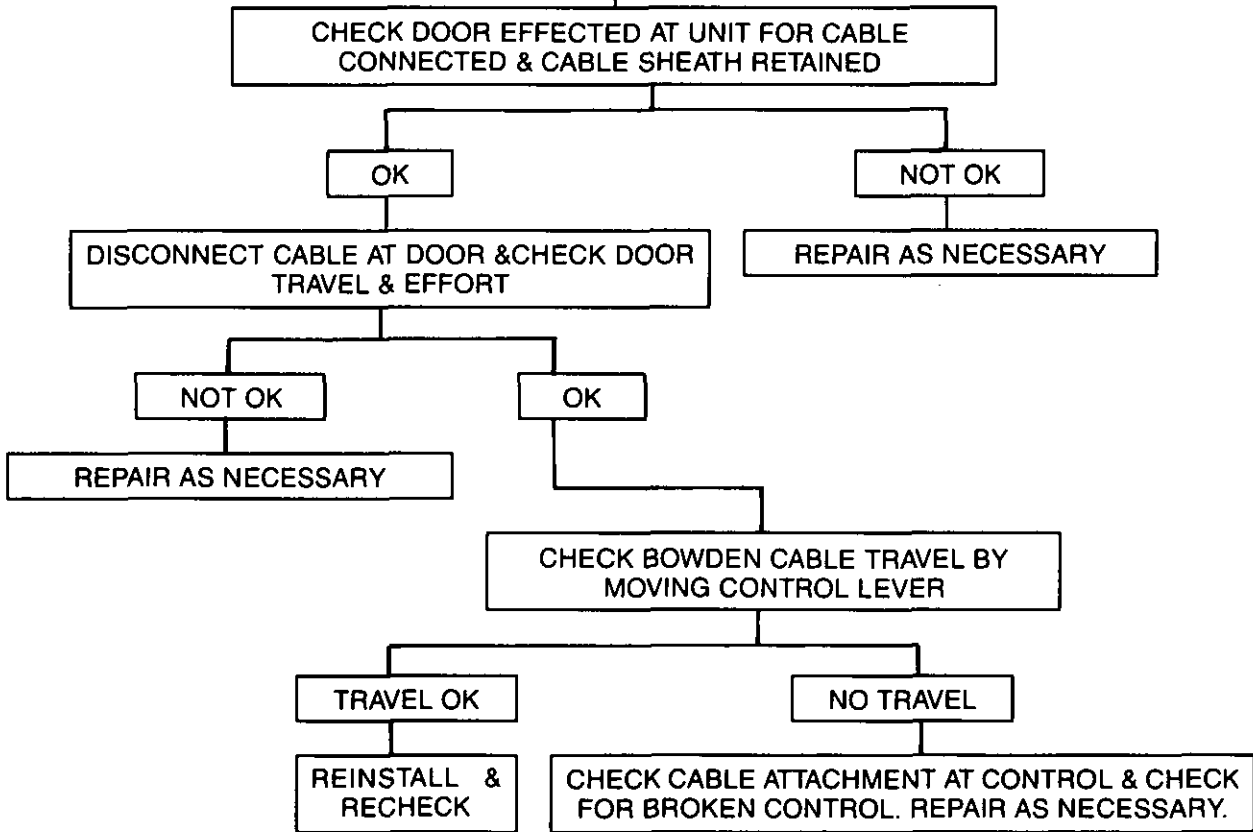 CHECK DOOR EFFECTED AT UNIT FOR CABLE
CONNECTED & CABLE SHEATH RETAINED
OK
NOT OK
DISCONNECT CABLE AT DOOR &CHECK DOOR
TRAVEL & EFFORT
REPAIR AS NECESSARY
NOT OK
OK
REPAIR AS NECESSARY
CHECK BOWDEN CABLE TRAVEL BY
MOVING CONTROL LEVER
TRAVEL OK
NO TRAVEL
REINSTALL &
RECHECK
CHECK CABLE ATTACHMENT AT CONTROL & CHECK
FOR BROKEN CONTROL. REPAIR AS NECESSARY.